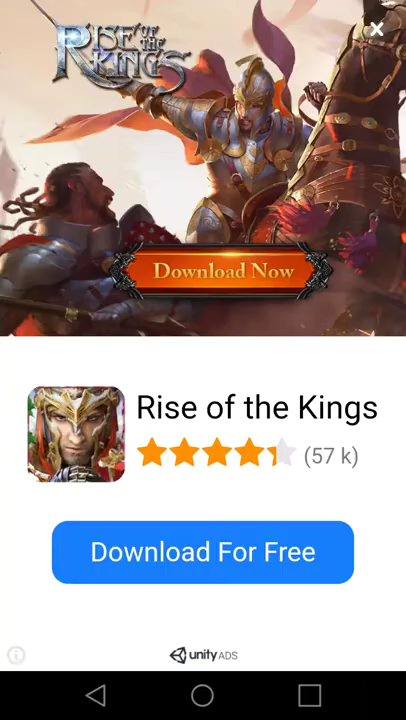 RISE OF THE
KINGS
Download Now
Rise of the Kings
(57 k)
Download For Free
unity ADS